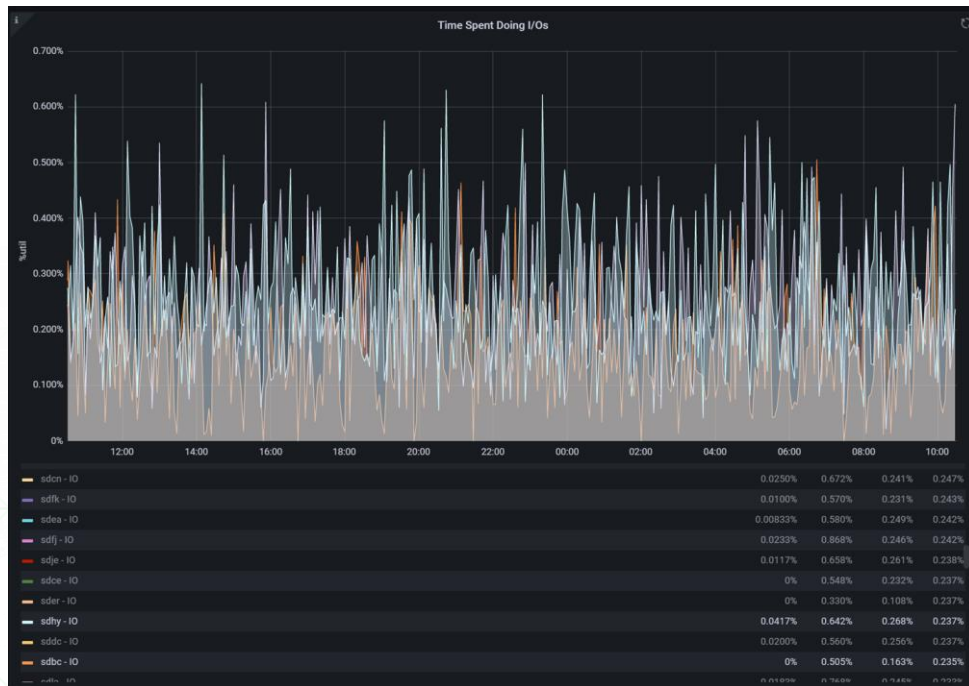 i
Time Spent Doing I/Os
0.700%
0.600%
0.500%
0.400%
0.300%
0.200%
0.100%
0%
%util
12:00 14:00 16:00 18:00 20:00 22:00 00:00 02:00 04:00 06:00 08:00 10:00
sdcn - IO 0.0250% 0.672% 0.241% 0.247%
sdfk - IO 0.0100% 0.570% 0.231% 0.243%
sdea - IO 0.00833% 0.580% 0.249% 0.242%
sdfj - IO 0.0233% 0.868% 0.246% 0.242%
sdje - IO 0.0117% 0.658% 0.261% 0.238%
sdce - IO 0% 0.548% 0.232% 0.237%
sder - IO 0% 0.330% 0.108% 0.237%
sdhy - IO 0.0417% 0.642% 0.268% 0.237%
sddc - IO 0.0200% 0.560% 0.256% 0.237%
sdbc - IO 0% 0.505% 0.163% 0.235%